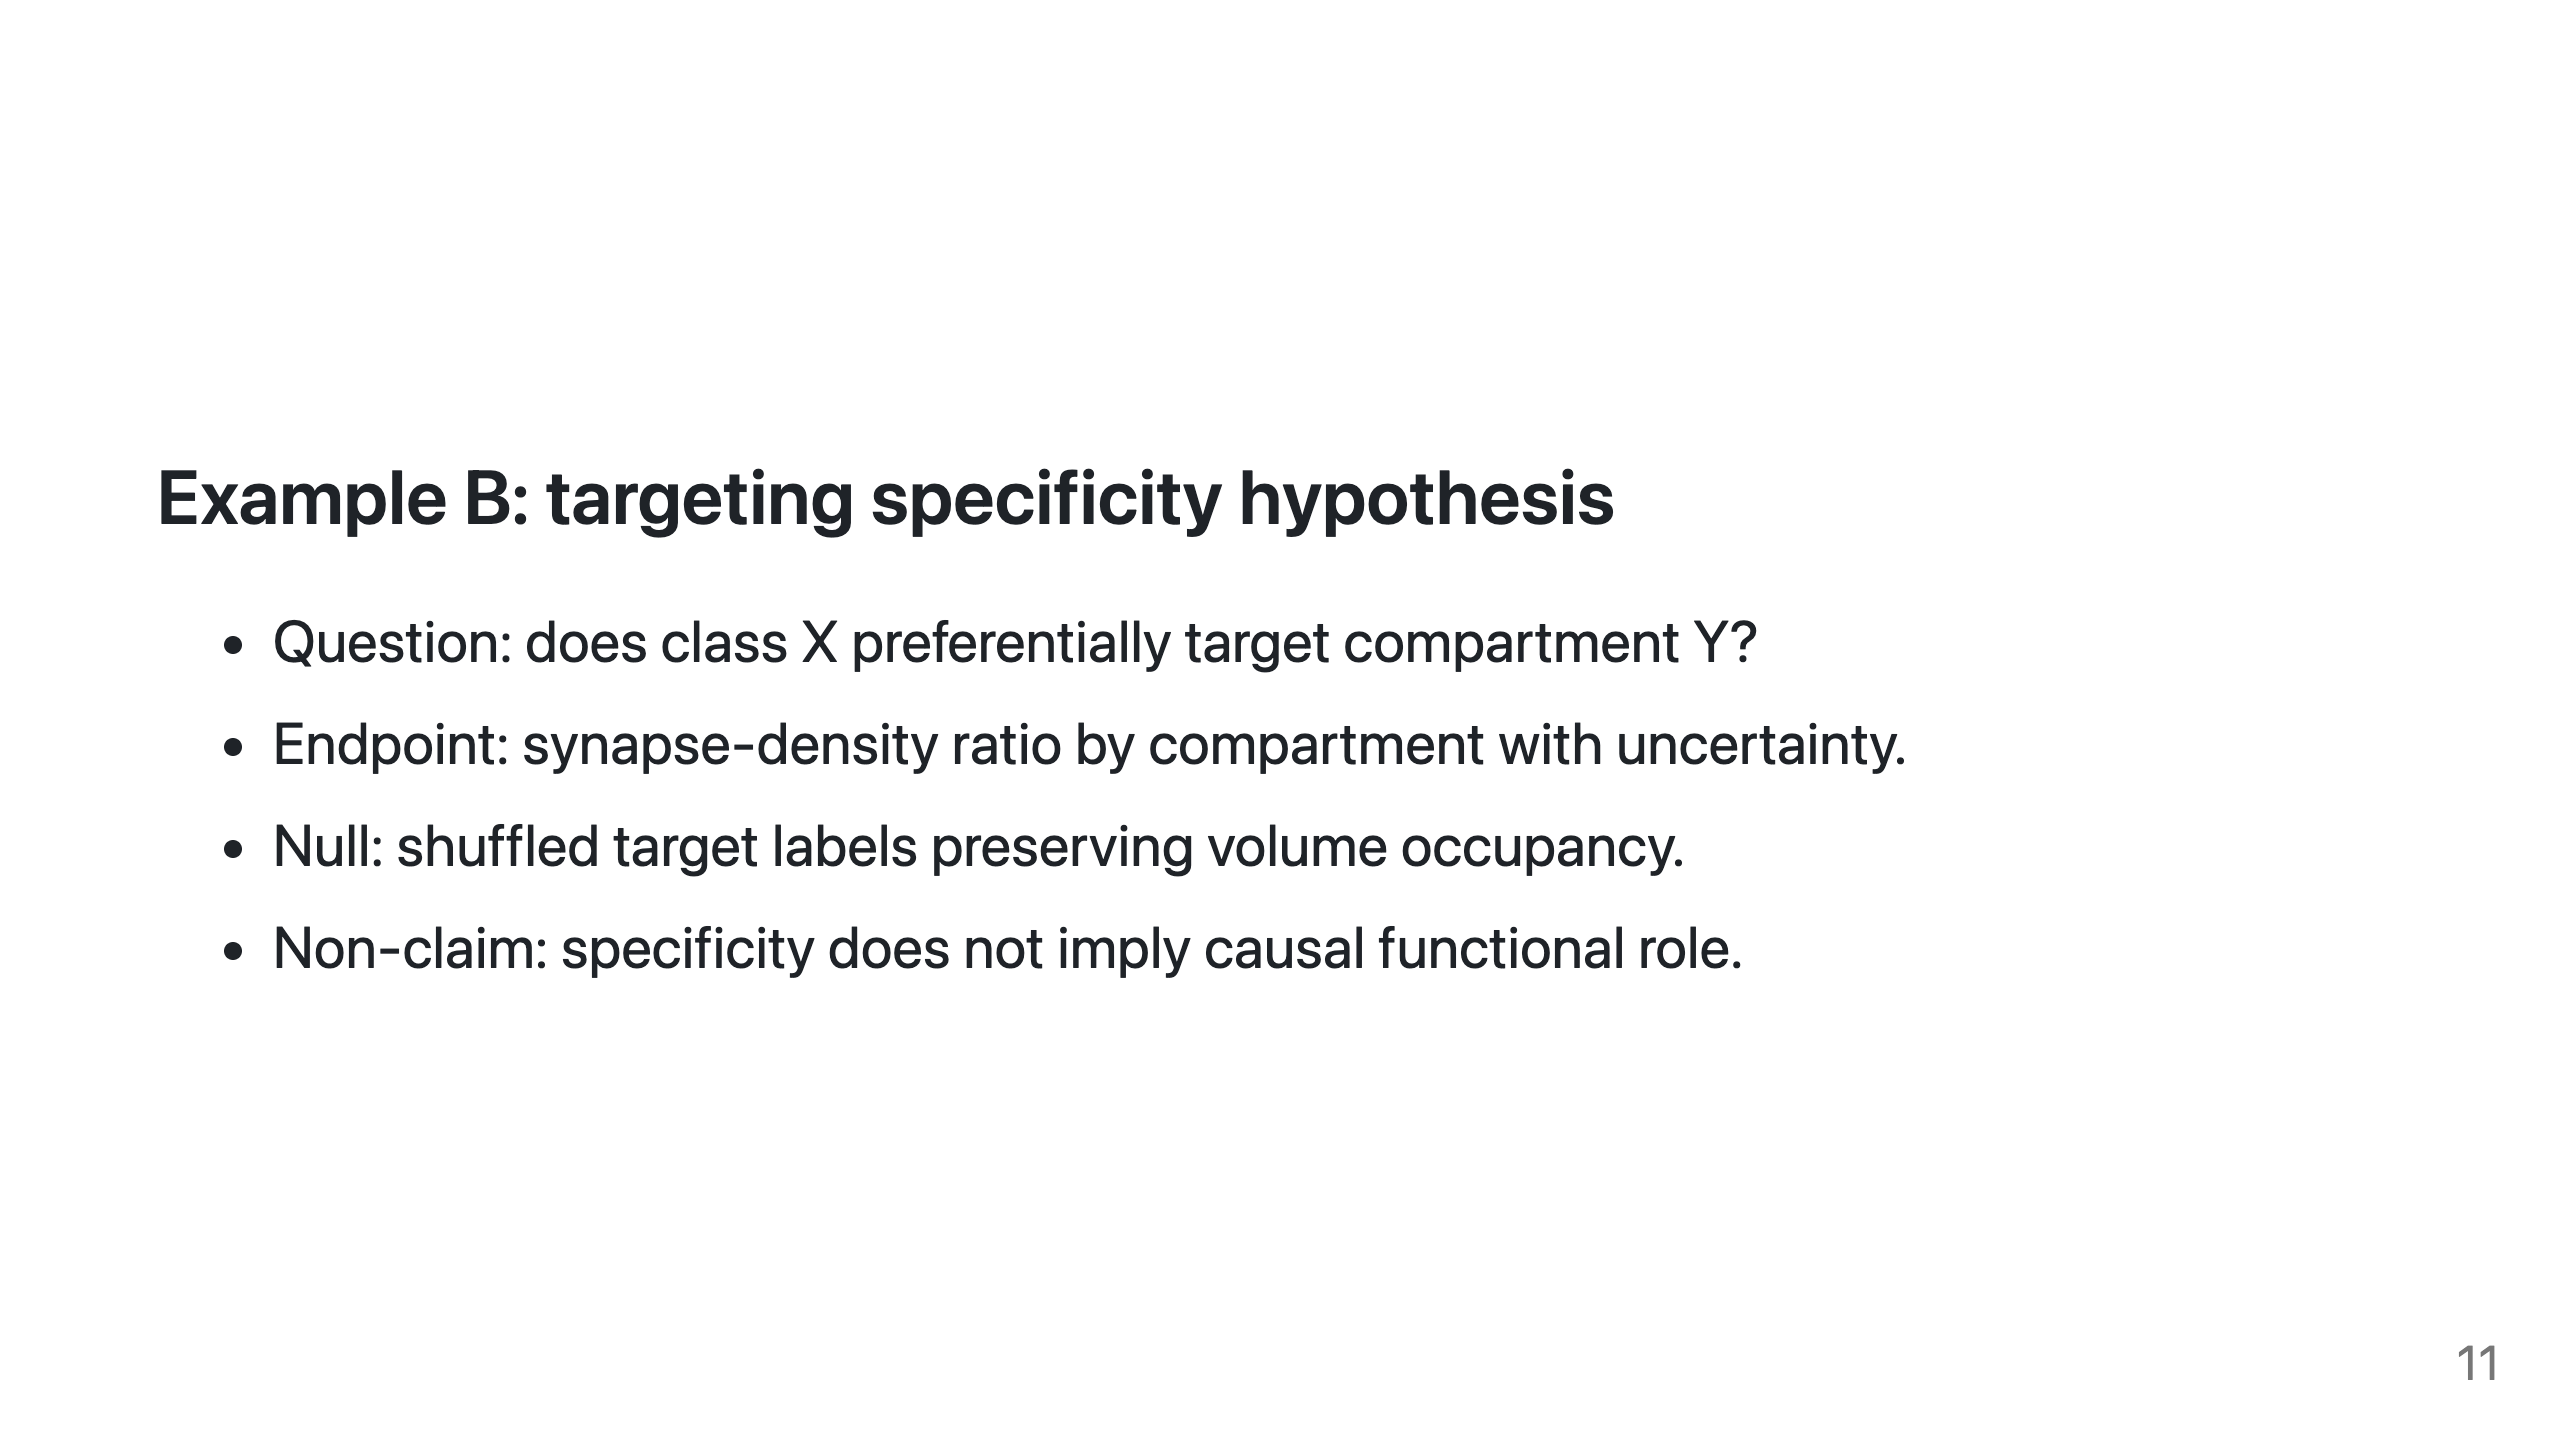 Example B: targeting specificity hypothesis
• Question: does class X preferentially target compartment Y?
• Endpoint: synapse-density ratio by compartment with uncertainty.
• Null: shuffled target labels preserving volume occupancy.
• Non-claim: specificity does not imply causal functional role.
11